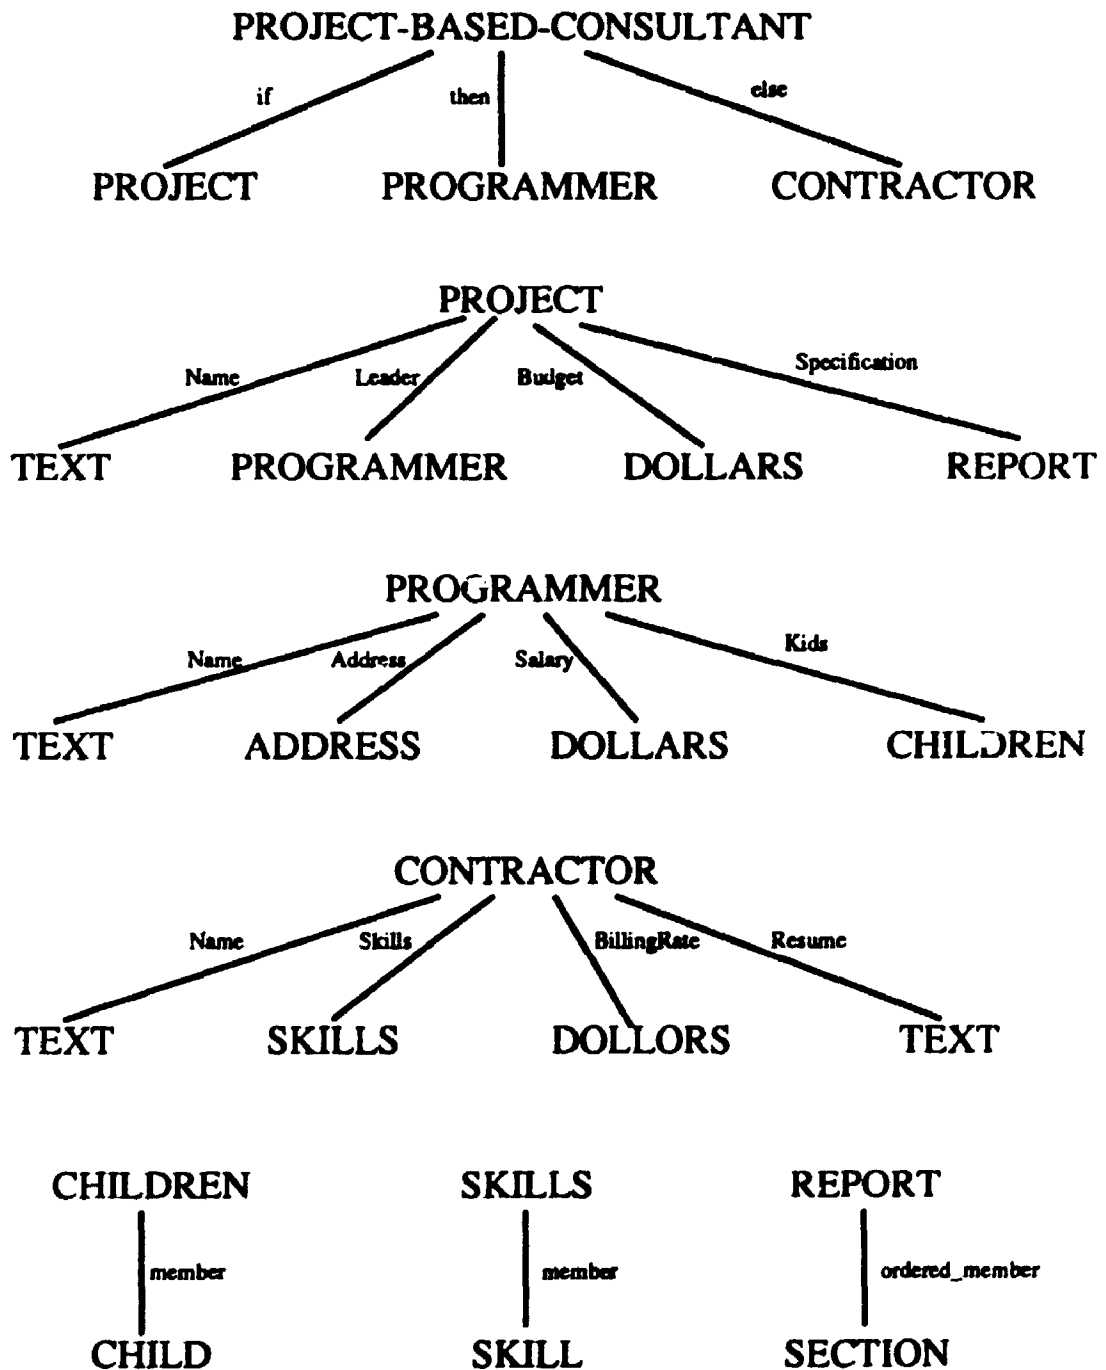 PROJECT-BASED-CONSULTANT
if then else
PROJECT PROGRAMMER CONTRACTOR
PROJECT
Name Leader Budget Specification
TEXT PROGRAMMER DOLLARS REPORT
PROGRAMMER
Name Address Salary Kids
TEXT ADDRESS DOLLARS CHILDREN
CONTRACTOR
Name Skills BillingRate Resume
TEXT SKILLS DOLLORS TEXT
CHILDREN SKILLS REPORT
member member ordered_member
CHILD SKILL SECTION